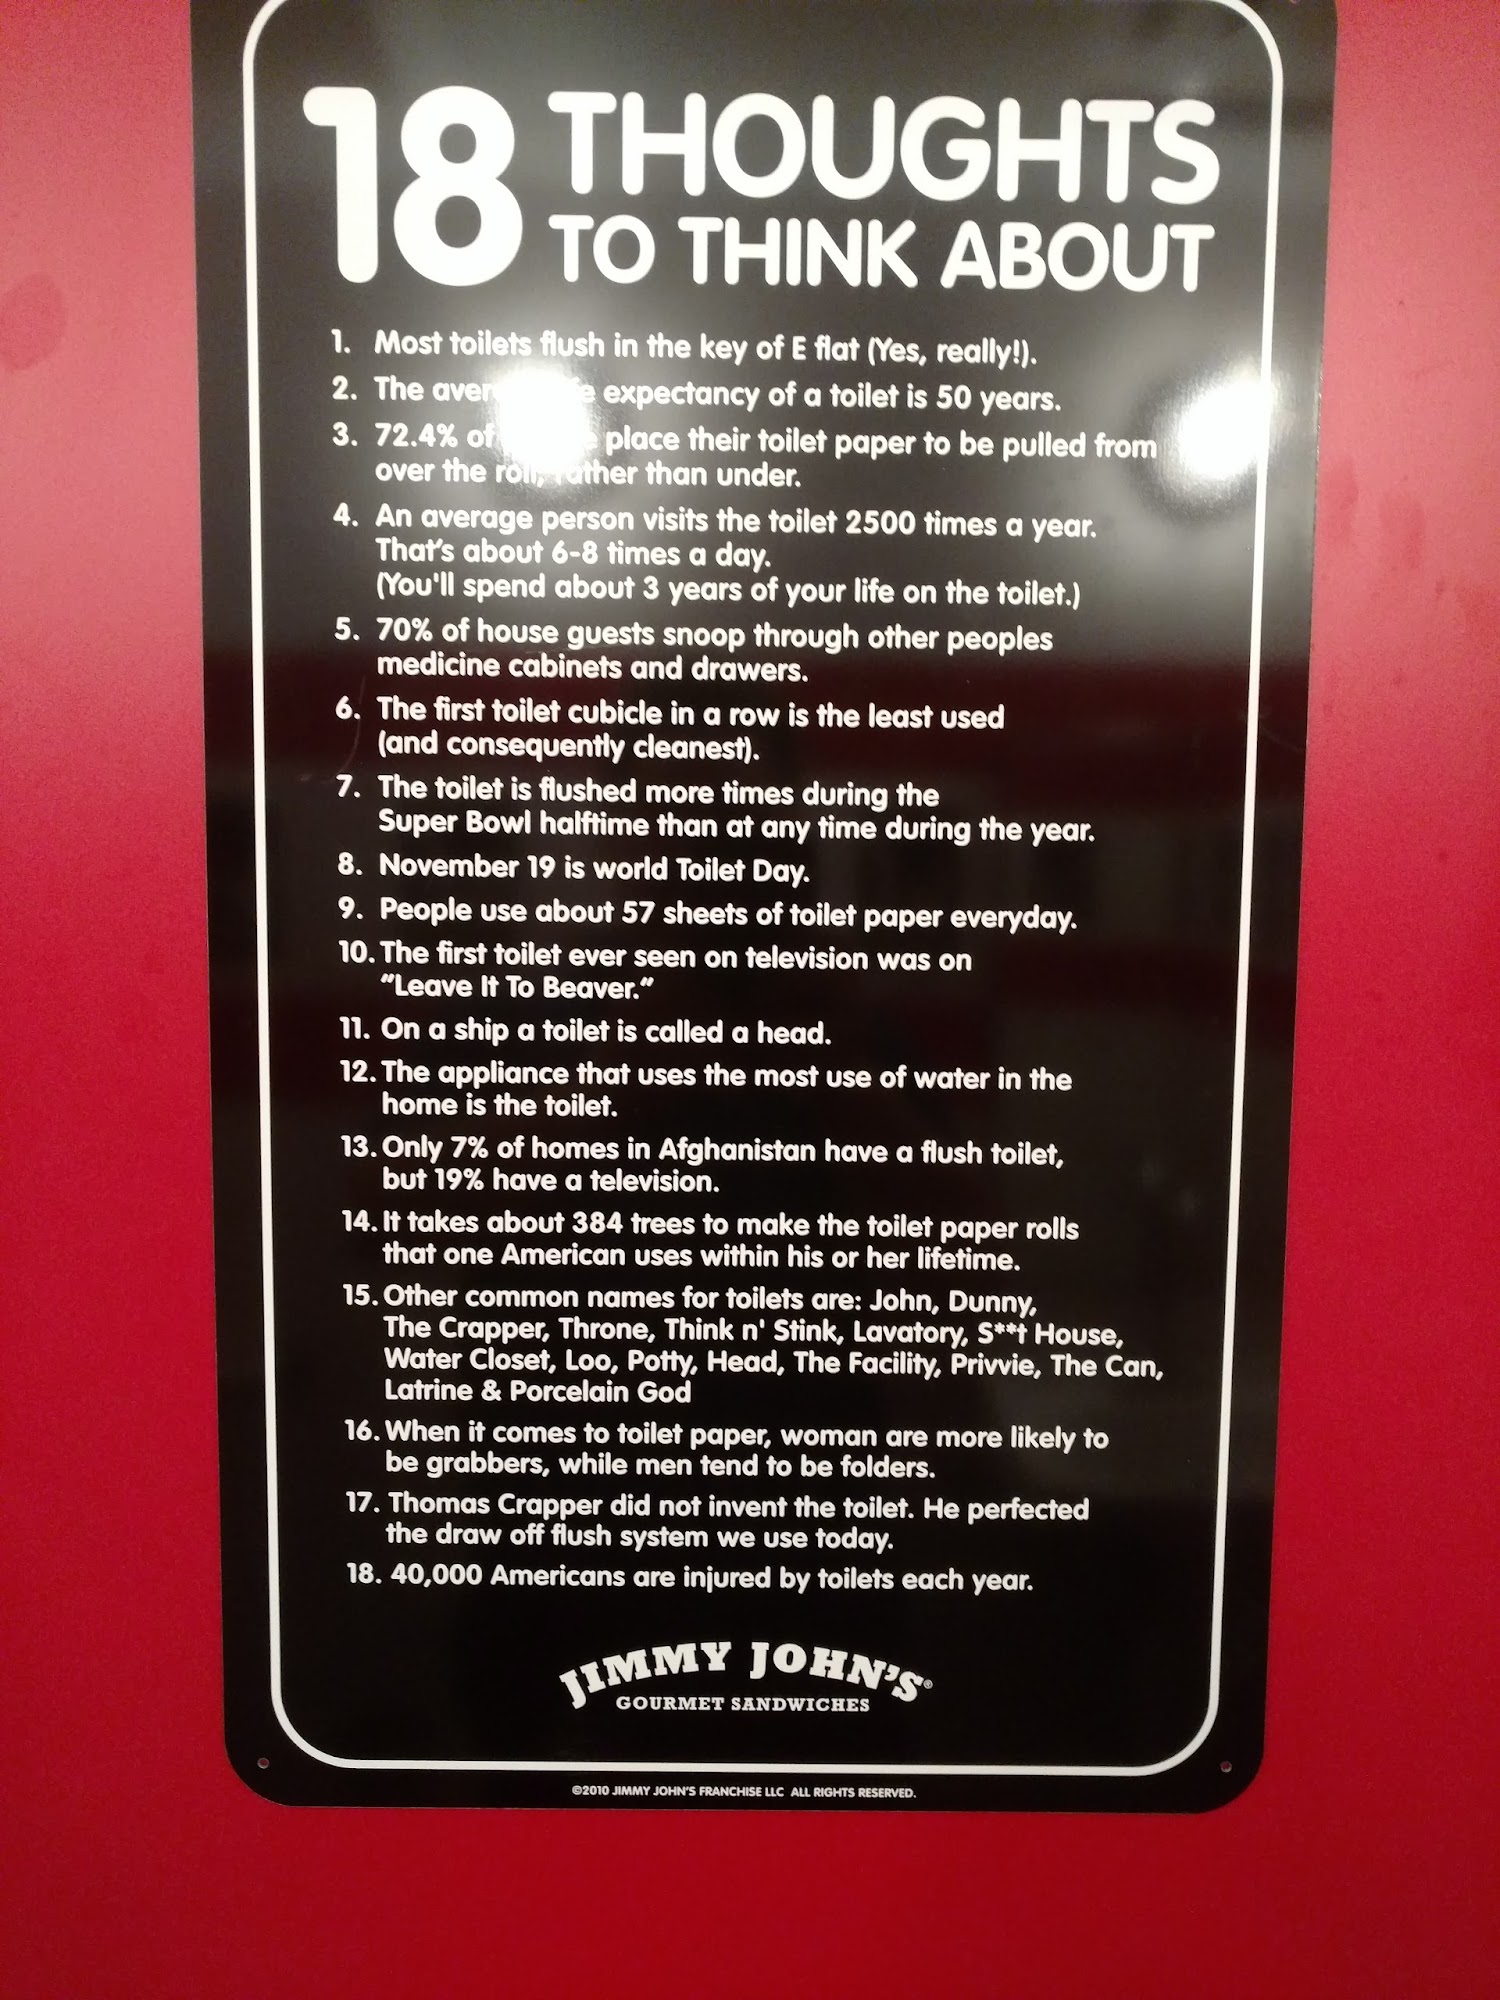 18 THOUGHTS
TO THINK ABOUT
1. Most toilets flush in the key of E flat (Yes, really!).
2. The expectancy of a toilet is 50 years.
3. 72.4% of place their toilet paper to be pulled from
over the roll, rather than under.
4. An average person visits the toilet 2500 times a year.
That's about 6-8 times a day.
(You'll spend about 3 years of your life on the toilet.)
5. 70% of house guests snoop through other peoples
medicine cabinets and drawers.
6. The first toilet cubicle in a row is the least used
(and consequently cleanest).
7. The toilet is flushed more times during the
Super Bowl halftime than at any time during the year.
8. November 19 is world Toilet Day.
9. People use about 57 sheets of toilet paper everyday.
10. The first toilet ever seen on television was on
"Leave It To Beaver."
11. On a ship a toilet is called a head.
12. The appliance that uses the most use of water in the
home is the toilet.
13. Only 7% of homes in Afghanistan have a flush toilet,
but 19% have a television.
14. It takes about 384 trees to make the toilet paper rolls
that one American uses within his or her lifetime.
15. Other common names for toilets are: John, Dunny,
The Crapper, Throne, Think n' Stink, Lavatory, S**t House,
Water Closet, Loo, Potty, Head, The Facility, Privvie, The Can,
Latrine & Porcelain God
16. When it comes to toilet paper, woman are more likely to
be grabbers, while men tend to be folders.
17. Thomas Crapper did not invent the toilet. He perfected
the draw off flush system we use today.
18. 40,000 Americans are injured by toilets each year.
JIMMY JOHN'S®
GOURMET SANDWICHES
©2010 JIMMY JOHN'S FRANCHISE LLC ALL RIGHTS RESERVED.